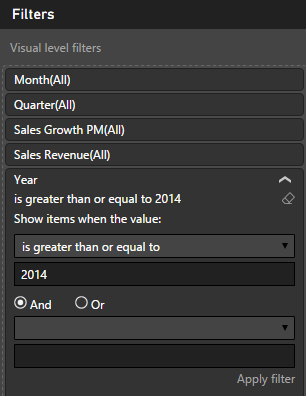 Filters
Visual level filters
Month(All)
Quarter(All)
Sales Growth PM(All)
Sales Revenue(All)
Year
is greater than or equal to 2014
Show items when the value:
is greater than or equal to
2014
And Or
Apply filter